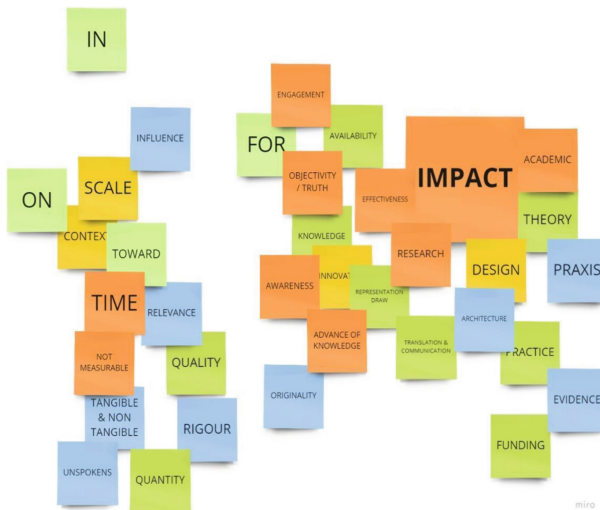 IN
INFLUENCE
ON
SCALE
CONTEX
TOWARD
TIME
RELEVANCE
NOT
MEASURABLE
QUALITY
TANGIBLE
& NON
TANGIBLE
RIGOUR
UNSPOKENS
QUANTITY
ENGAGEMENT
FOR
AVAILABILITY
OBJECTIVITY
/ TRUTH
EFFECTIVENESS
IMPACT
ACADEMIC
KNOWLEDGE
THEORY
RESEARCH
AWARENESS
INNOVAT
REPRESENTATION
DRAW
DESIGN
PRAXIS
ADVANCE OF
KNOWLEDGE
ARCHITECTURE
TRANSLATION &
COMMUNICATION
PRACTICE
ORIGINALITY
EVIDENCE
FUNDING
miro